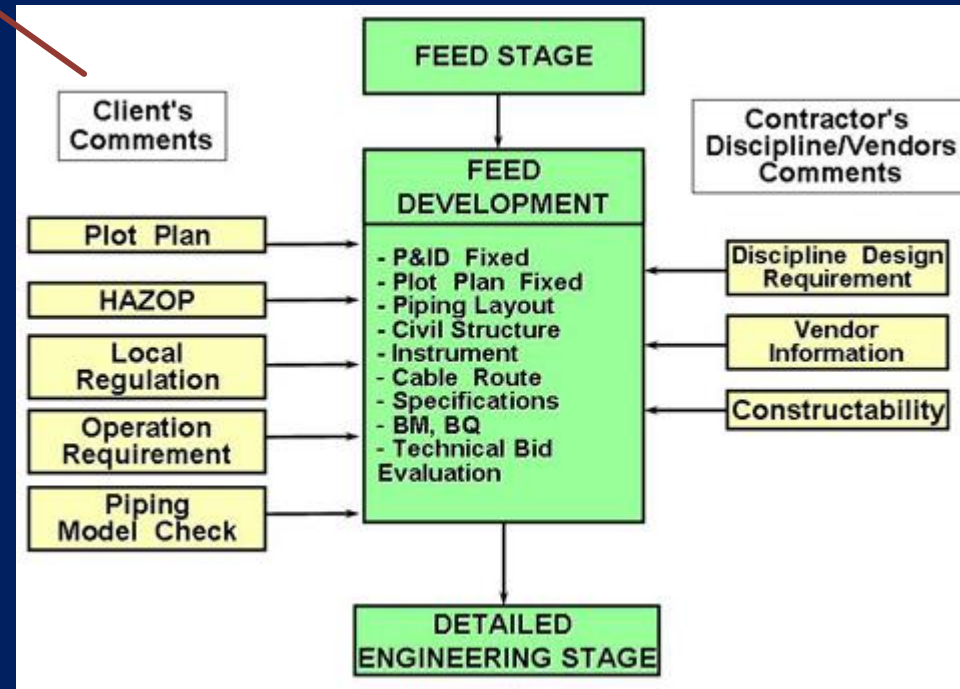 FEED STAGE
Client's
Comments
Contractor's
Discipline/Vendors
Comments
FEED
DEVELOPMENT
- P&ID Fixed
- Plot Plan Fixed
- Piping Layout
- Civil Structure
- Instrument
- Cable Route
- Specifications
- BM, BQ
- Technical Bid
Evaluation
Plot Plan
HAZOP
Local
Regulation
Operation
Requirement
Piping
Model Check
Discipline Design
Requirement
Vendor
Information
Constructability
DETAILED
ENGINEERING STAGE